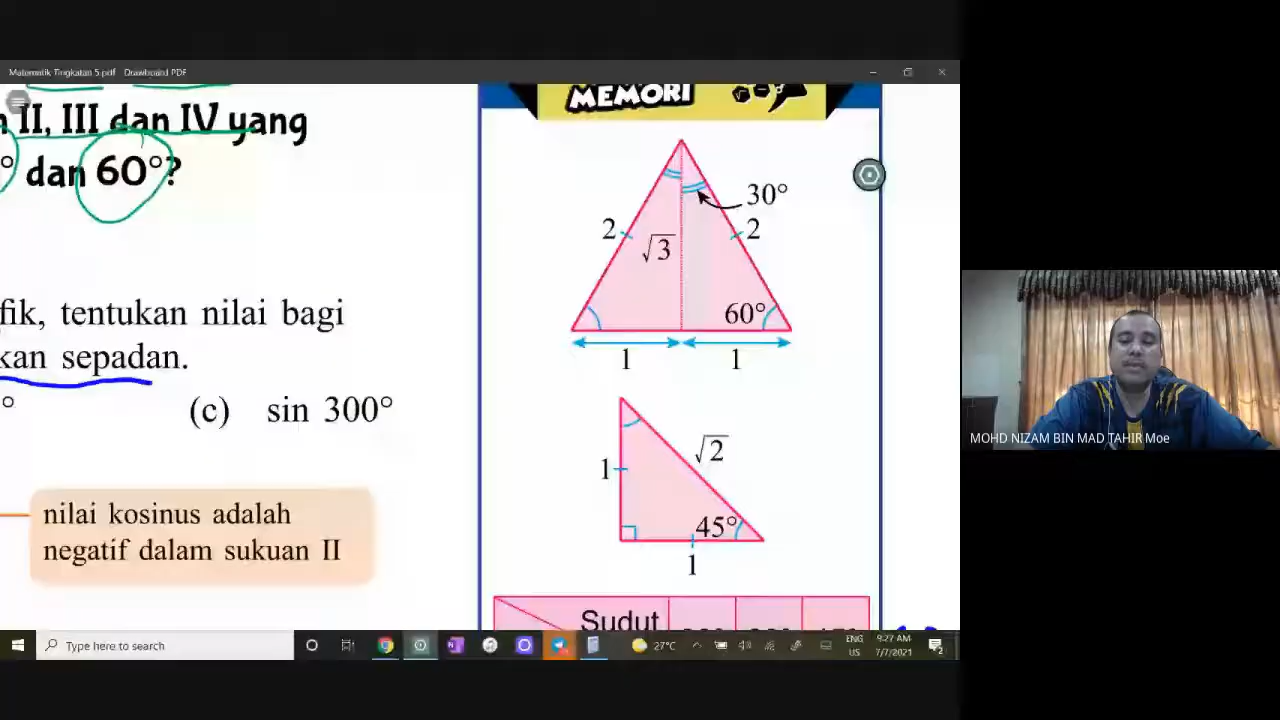 Matematik Tingkatan 5.pdf - Drawboard PDF
II, III dan IV yang
° dan 60°?
fik, tentukan nilai bagi
kan sepadan.
°
(c) sin 300°
nilai kosinus adalah
negatif dalam sukuan II
MEMORI
30°
2
√3
2
60°
1
1
1
√2
45°
1
Sudut
MOHD NIZAM BIN MAD TAHIR Moe
Type here to search
27°C
ENG
US
9:27 AM
7/7/2021
2